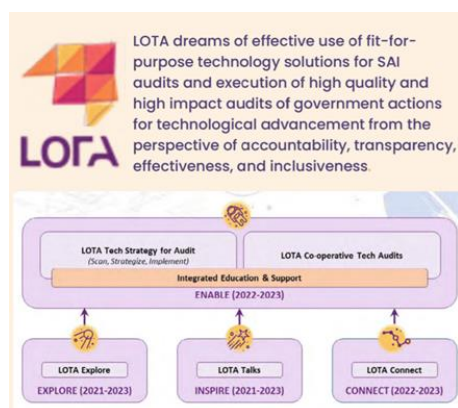 LOTA dreams of effective use of fit-for-
purpose technology solutions for SAI
audits and execution of high quality and
high impact audits of government actions
for technological advancement from the
perspective of accountability, transparency,
effectiveness, and inclusiveness.
LOTA
LOTA Tech Strategy for Audit
(Scan, Strategize, Implement)
LOTA Co-operative Tech Audits
Integrated Education & Support
ENABLE (2022-2023)
LOTA Explore
EXPLORE (2021-2023)
LOTA Talks
INSPIRE (2021-2023)
LOTA Connect
CONNECT (2022-2023)